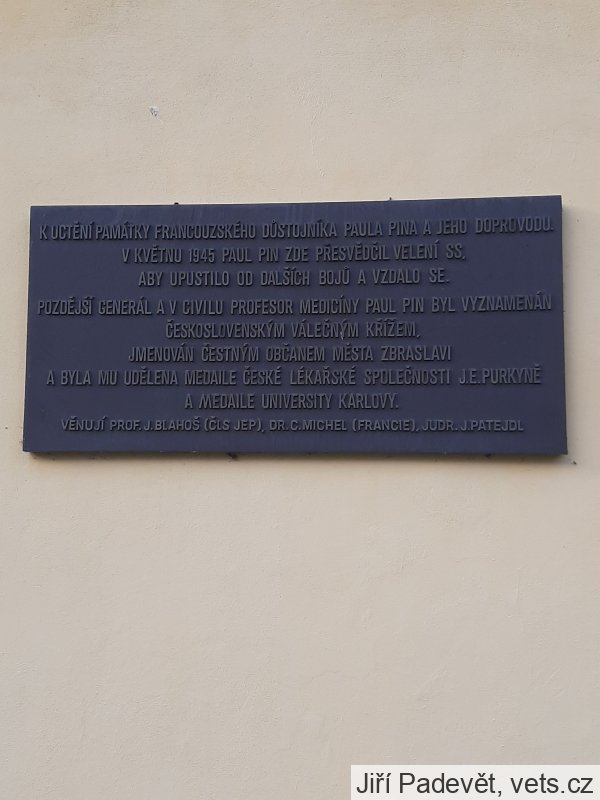 K UCTĚNÍ PAMÁTKY FRANCOUZSKÉHO DŮSTOJNÍKA PAULA PINA A JEHO DOPROVODU.
V KVĚTNU 1945 PAUL PIN ZDE PŘESVĚDČIL VELENÍ SS,
ABY UPUSTILO OD DALŠÍCH BOJŮ A VZDALO SE.
POZDĚJŠÍ GENERÁL A V CIVILU PROFESOR MEDICÍNY PAUL PIN BYL VYZNAMENÁN
ČESKOSLOVENSKÝM VÁLEČNÝM KŘÍŽEM,
JMENOVÁN ČESTNÝM OBČANEM MĚSTA ZBRASLAVI
A BYLA MU UDĚLENA MEDAILE ČESKÉ LÉKAŘSKÉ SPOLEČNOSTI J.E.PURKYNĚ
A MEDAILE UNIVERSITY KARLOVY.
VĚNUJÍ PROF.J.BLAHOŠ (ČLS JEP), DR.C.MICHEL (FRANCIE), JUDR.J.PATEJDL
Jiří Padevět, vets.cz